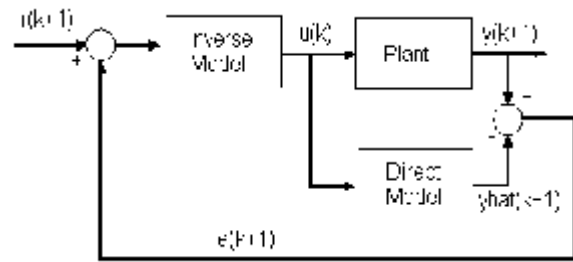 r(k+1)
+
Inverse
Model
u(k)
Plant
y(k+1)
Direct
Model
yhat(k+1)
e(k+1)